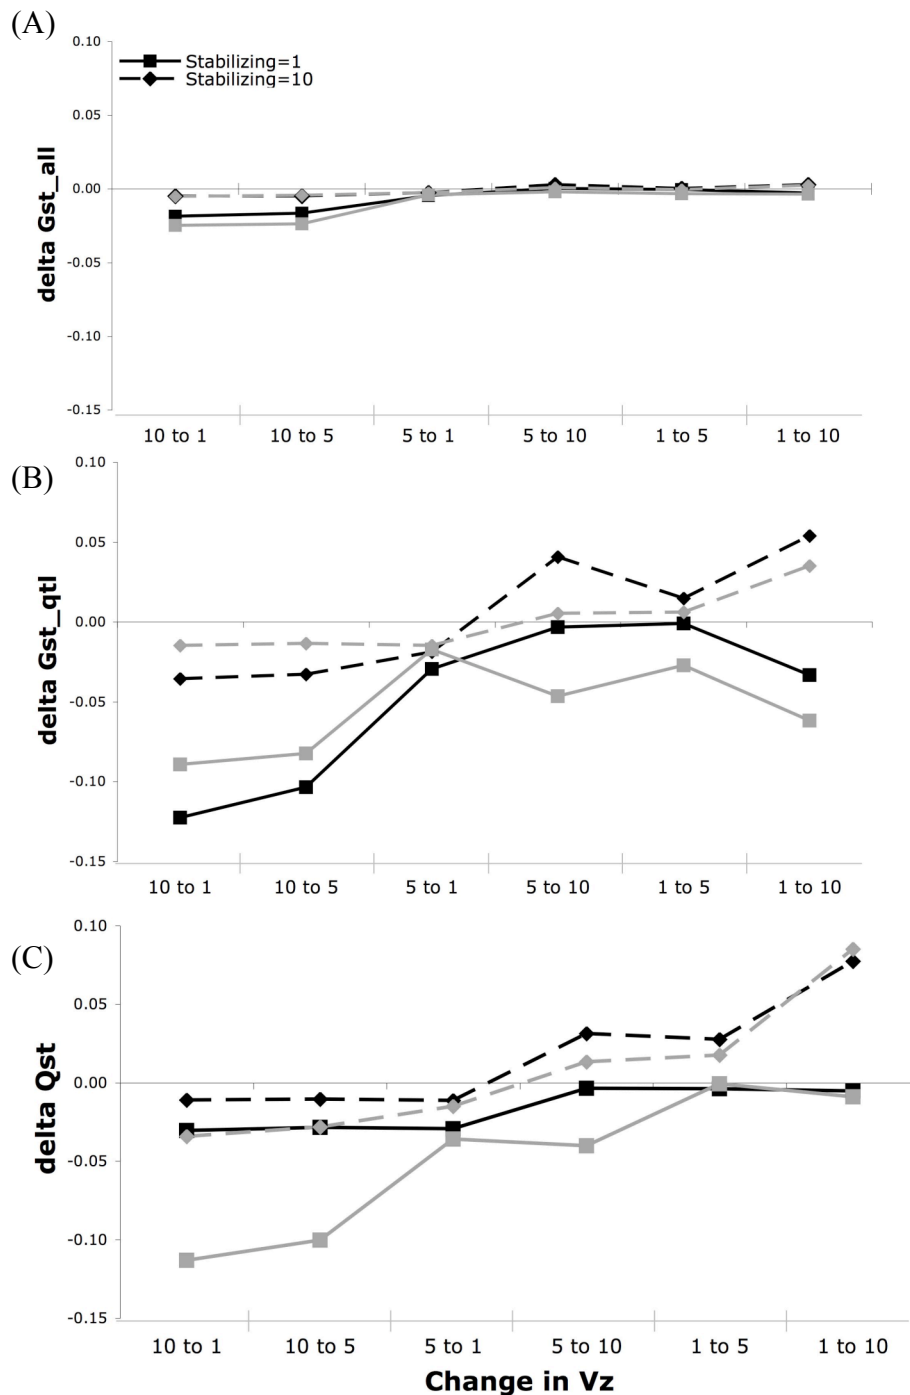 (A)
0.10
Stabilizing=1
Stabilizing=10
0.05
0.00
-0.05
-0.10
-0.15
delta Gst_all
10 to 1 10 to 5 5 to 1 5 to 10 1 to 5 1 to 10
(B)
0.10
0.05
0.00
-0.05
-0.10
-0.15
delta Gst_qtl
10 to 1 10 to 5 5 to 1 5 to 10 1 to 5 1 to 10
(C)
0.10
0.05
0.00
-0.05
-0.10
-0.15
delta Qst
10 to 1 10 to 5 5 to 1 5 to 10 1 to 5 1 to 10
Change in Vz